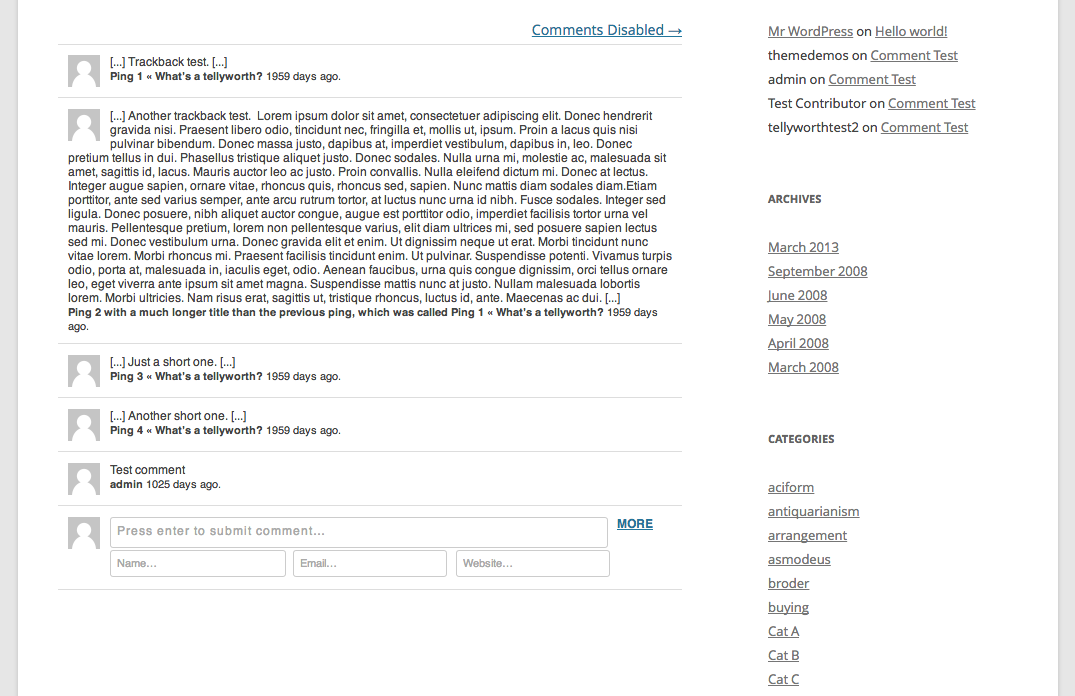 Comments Disabled →
[...] Trackback test. [...]
Ping 1 « What's a tellyworth? 1959 days ago.
[...] Another trackback test.  Lorem ipsum dolor sit amet, consectetuer adipiscing elit. Donec hendrerit
gravida nisi. Praesent libero odio, tincidunt nec, fringilla et, mollis ut, ipsum. Proin a lacus quis nisi
pulvinar bibendum. Donec massa justo, dapibus at, imperdiet vestibulum, dapibus in, leo. Donec
pretium tellus in dui. Phasellus tristique aliquet justo. Donec sodales. Nulla urna mi, molestie ac, malesuada sit
amet, sagittis id, lacus. Mauris auctor leo ac justo. Proin convallis. Nulla eleifend dictum mi. Donec at lectus.
Integer augue sapien, ornare vitae, rhoncus quis, rhoncus sed, sapien. Nunc mattis diam sodales diam.Etiam
porttitor, ante sed varius semper, ante arcu rutrum tortor, at luctus nunc urna id nibh. Fusce sodales. Integer sed
ligula. Donec posuere, nibh aliquet auctor congue, augue est porttitor odio, imperdiet facilisis tortor urna vel
mauris. Pellentesque pretium, lorem non pellentesque varius, elit diam ultrices mi, sed posuere sapien lectus
sed mi. Donec vestibulum urna. Donec gravida elit et enim. Ut dignissim neque ut erat. Morbi tincidunt nunc
vitae lorem. Morbi rhoncus mi. Praesent facilisis tincidunt enim. Ut pulvinar. Suspendisse potenti. Vivamus turpis
odio, porta at, malesuada in, iaculis eget, odio. Aenean faucibus, urna quis congue dignissim, orci tellus ornare
leo, eget viverra ante ipsum sit amet magna. Suspendisse mattis nunc at justo. Nullam malesuada lobortis
lorem. Morbi ultricies. Nam risus erat, sagittis ut, tristique rhoncus, luctus id, ante. Maecenas ac dui. [...]
Ping 2 with a much longer title than the previous ping, which was called Ping 1 « What's a tellyworth? 1959 days
ago.
[...] Just a short one. [...]
Ping 3 « What's a tellyworth? 1959 days ago.
[...] Another short one. [...]
Ping 4 « What's a tellyworth? 1959 days ago.
Test comment
admin 1025 days ago.
Press enter to submit comment...
MORE
Name...
Email...
Website...
Mr WordPress on Hello world!
themedemos on Comment Test
admin on Comment Test
Test Contributor on Comment Test
tellyworthtest2 on Comment Test
ARCHIVES
March 2013
September 2008
June 2008
May 2008
April 2008
March 2008
CATEGORIES
aciform
antiquarianism
arrangement
asmodeus
broder
buying
Cat A
Cat B
Cat C